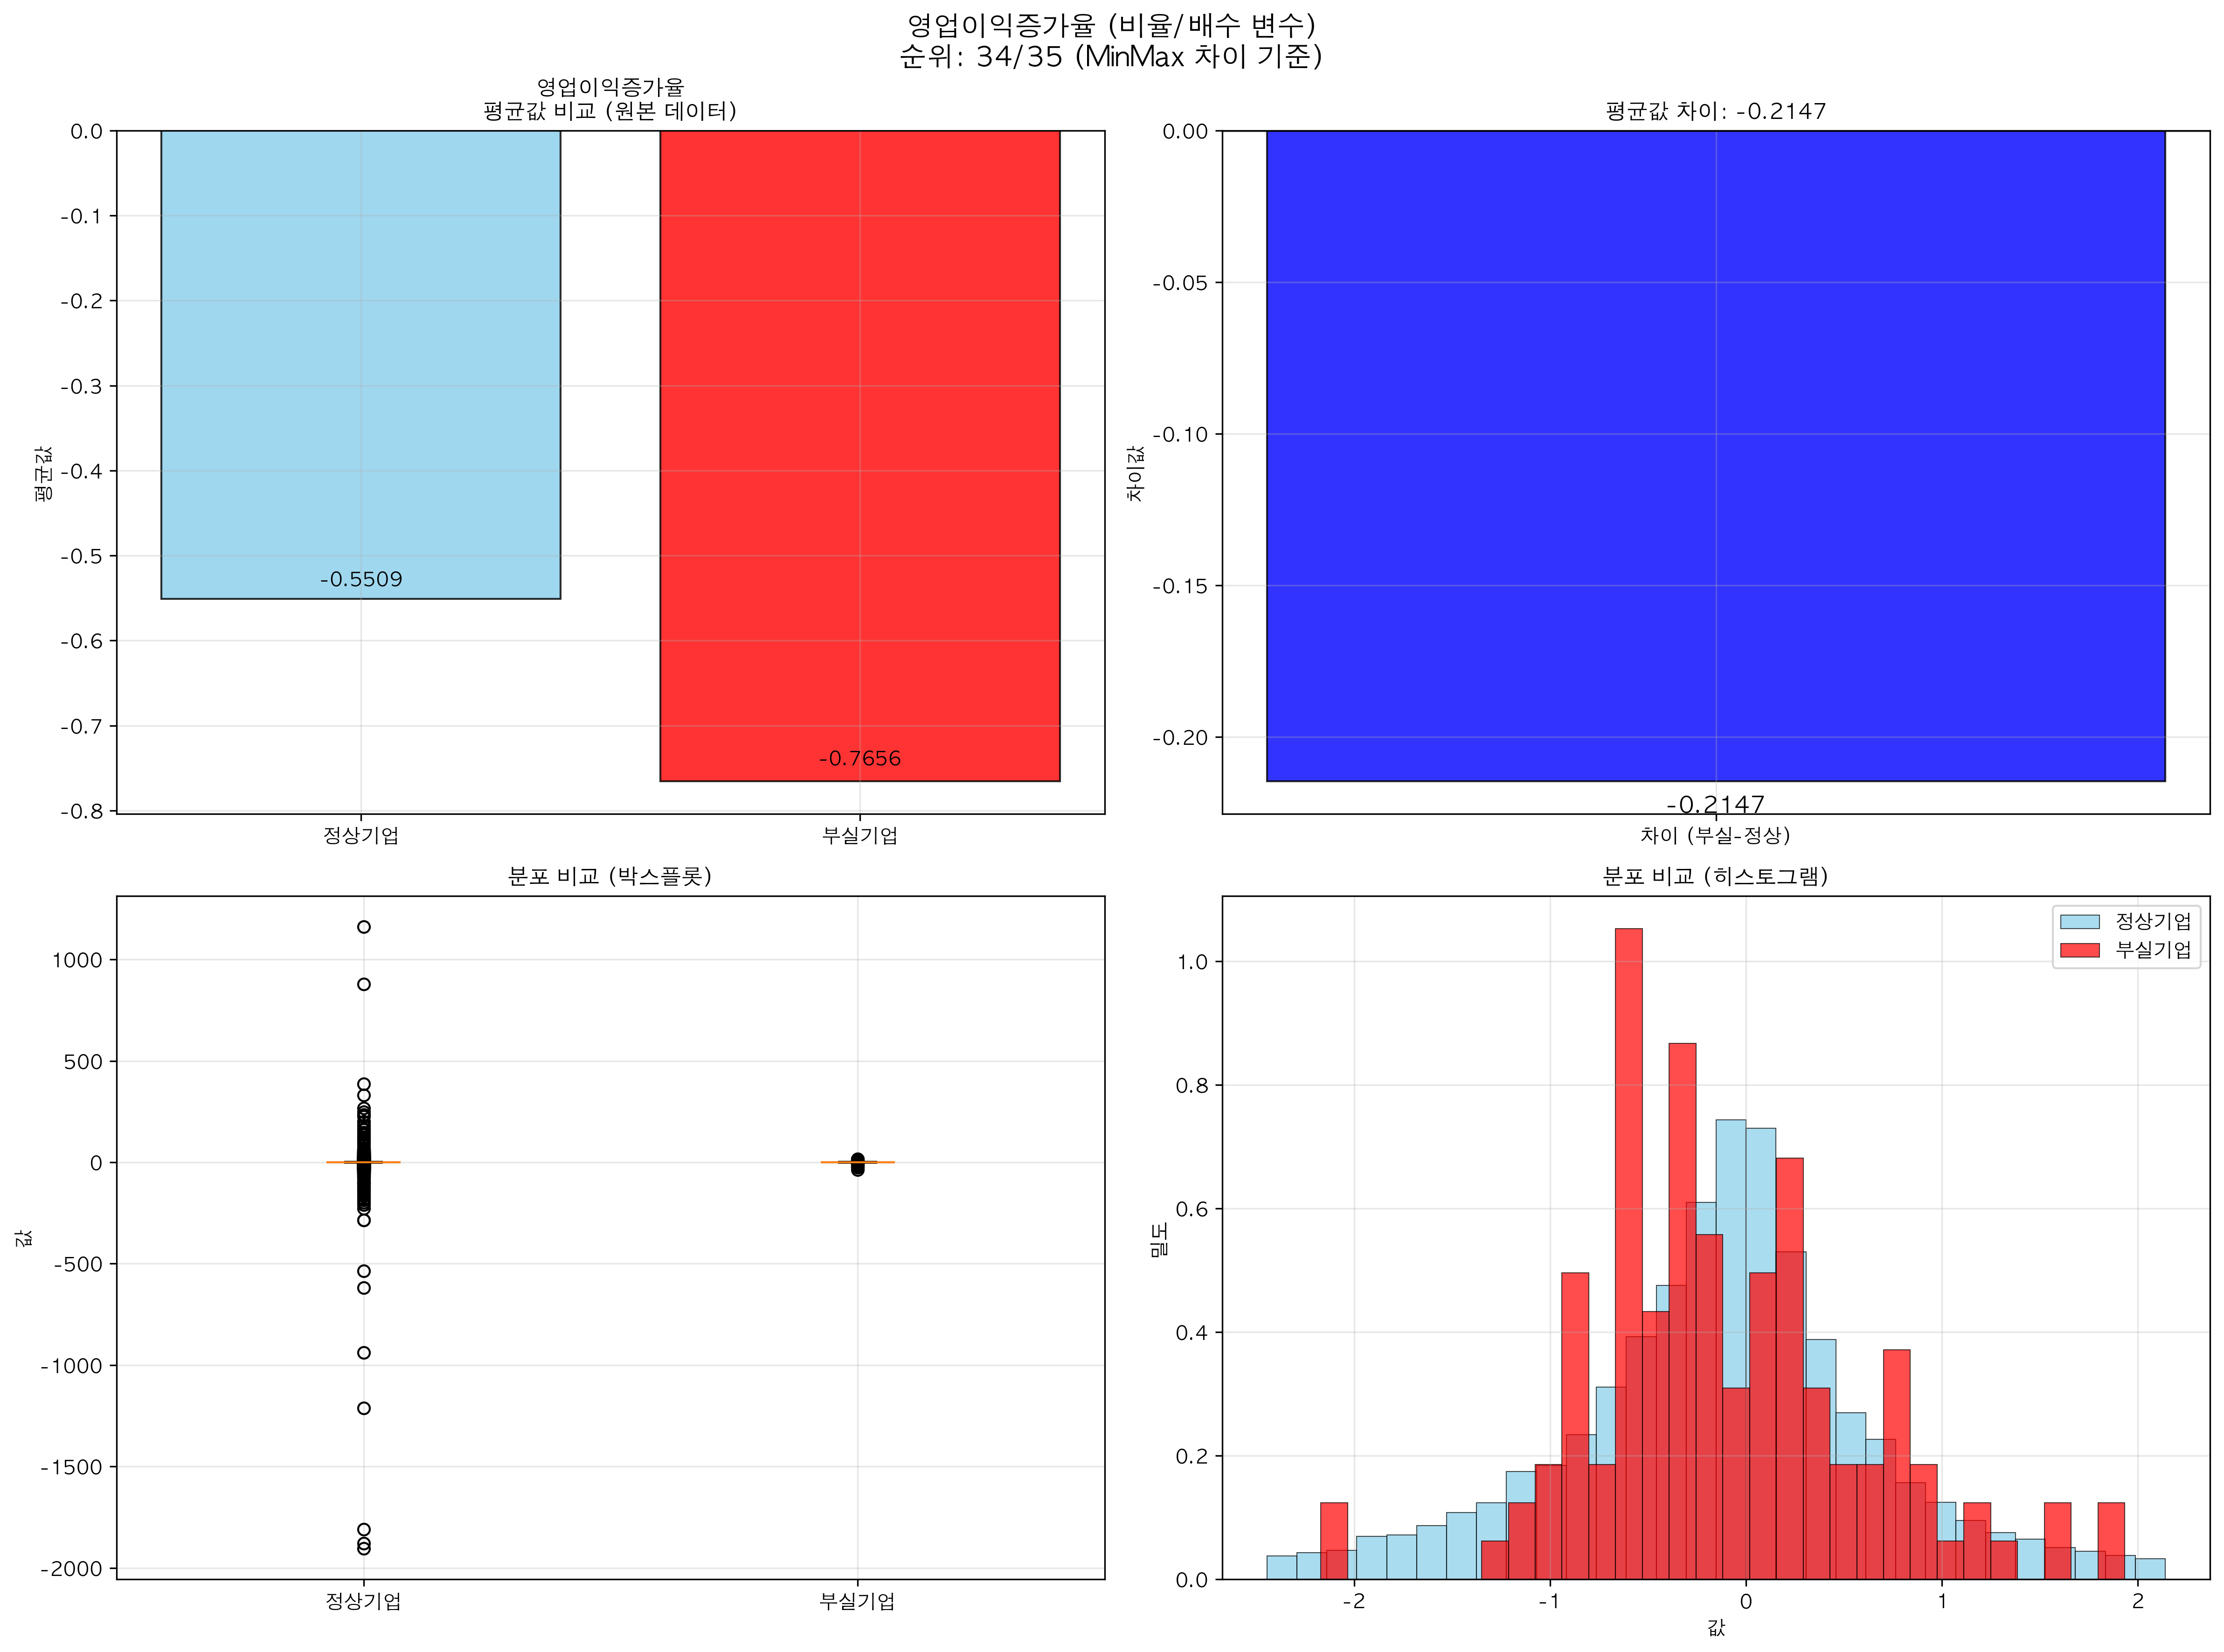 영업이익증가율 (비율/배수 변수)
순위: 34/35 (MinMax 차이 기준)
영업이익증가율
평균값 비교 (원본 데이터)
0.0
-0.1
-0.2
-0.3
-0.4
-0.5
-0.6
-0.7
-0.8
평균값
-0.5509
-0.7656
정상기업
부실기업
평균값 차이: -0.2147
0.00
-0.05
-0.10
-0.15
-0.20
차이값
-0.2147
차이 (부실-정상)
분포 비교 (박스플롯)
1000
500
0
-500
-1000
-1500
-2000
값
정상기업
부실기업
분포 비교 (히스토그램)
정상기업
부실기업
1.0
0.8
0.6
0.4
0.2
0.0
밀도
-2
-1
0
1
2
값